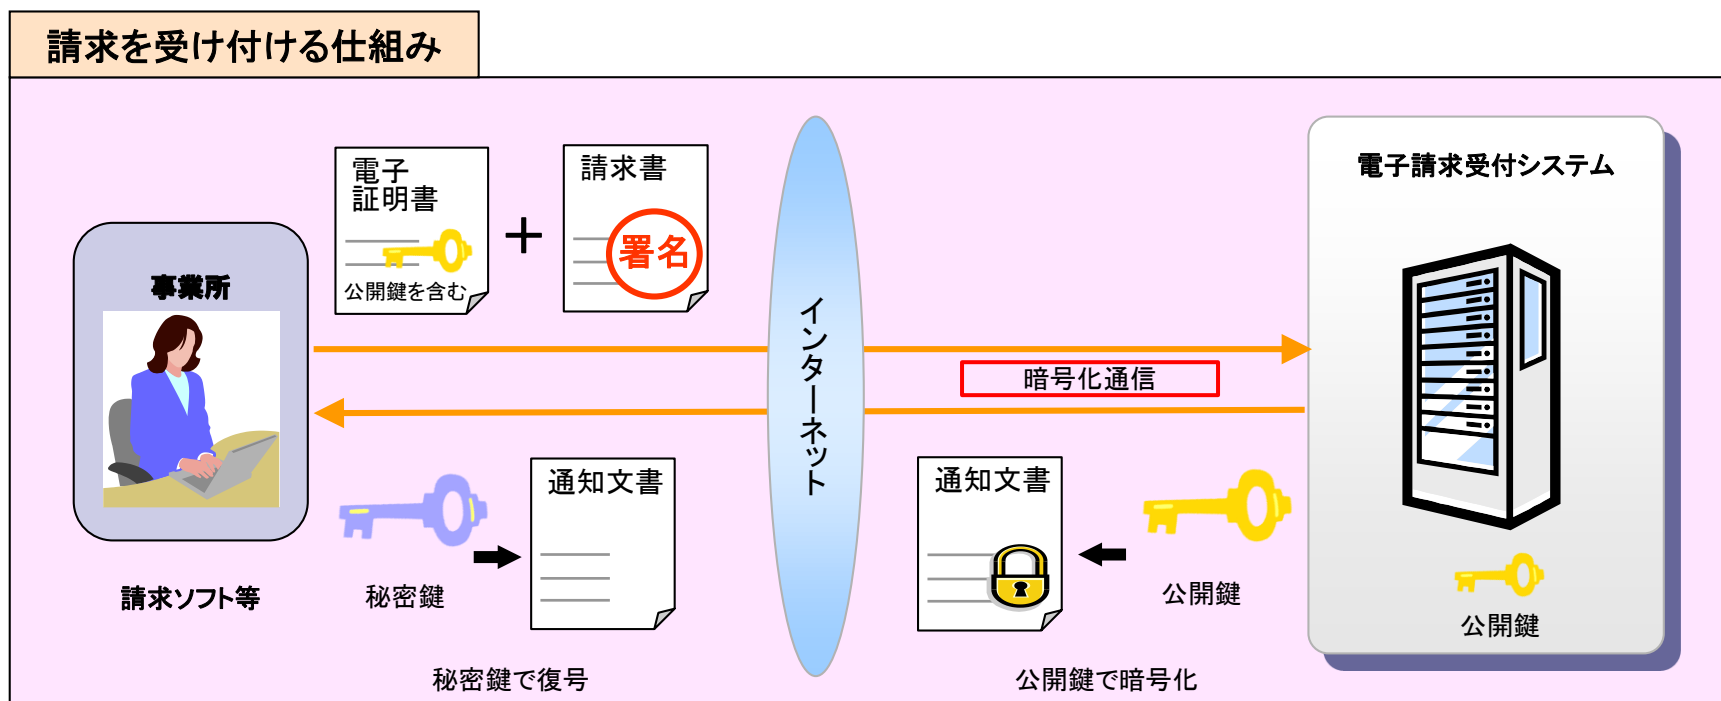 請求を受け付ける仕組み
電子
証明書
公開鍵を含む
+
請求書
署名
電子請求受付システム
事業所
インターネット
暗号化通信
通知文書
通知文書
秘密鍵
公開鍵
請求ソフト等
公開鍵
秘密鍵で復号
公開鍵で暗号化